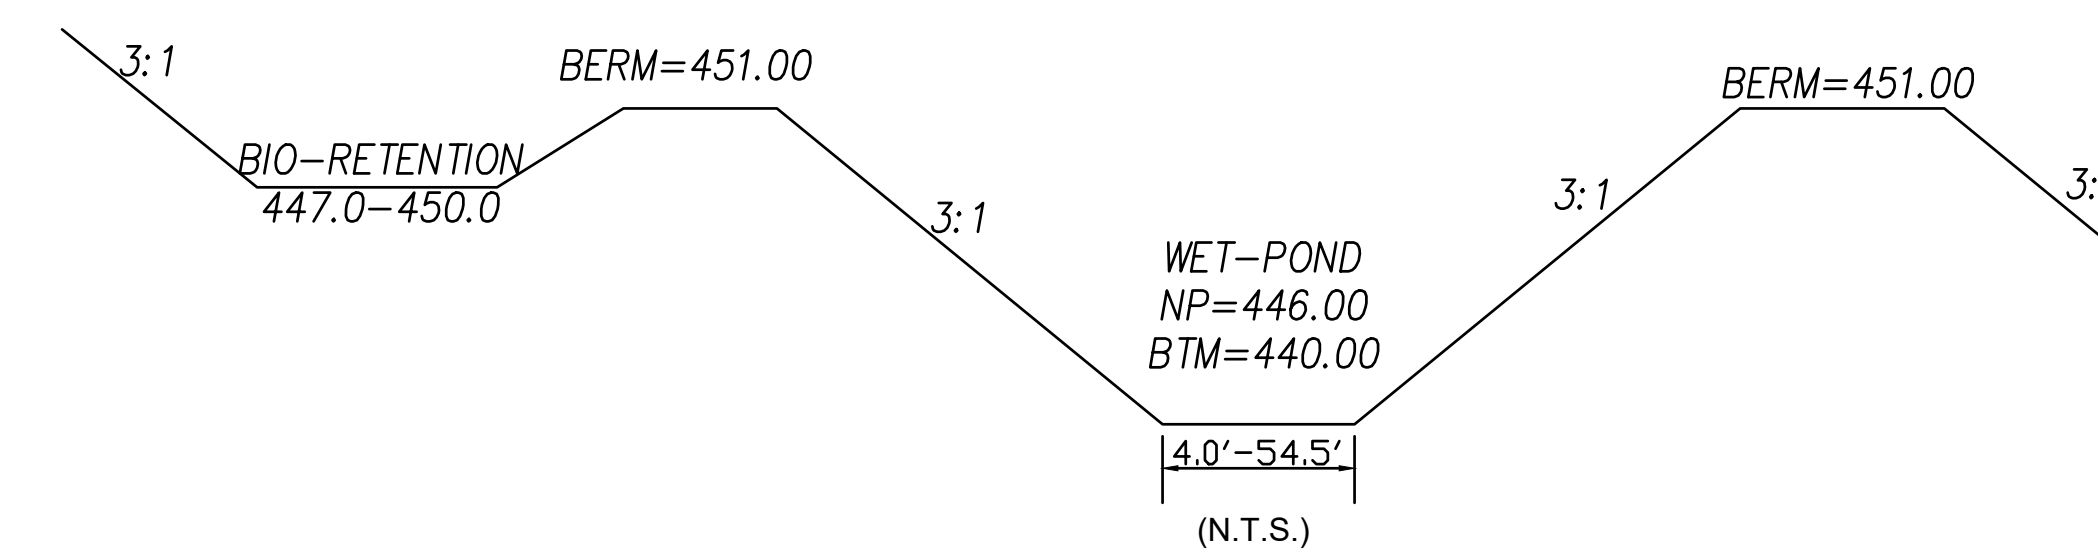 3:1
BERM=451.00
BERM=451.00
BIO-RETENTION
447.0-450.0
3:1
3:1
3:
WET-POND
NP=446.00
BTM=440.00
4.0'-54.5'
(N.T.S.)